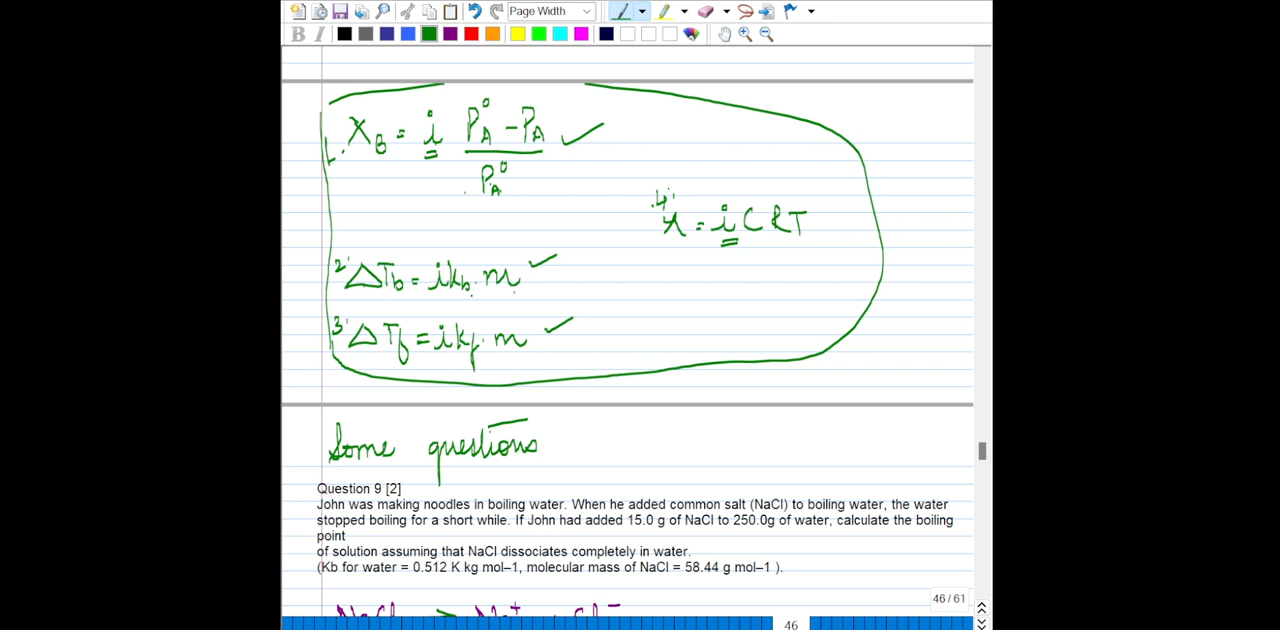 Page Width
B I
1. X_B = i (P_A^0 - P_A) / P_A^0 ✓
4. π = i C R T
2. ΔT_b = i k_b . m ✓
3. ΔT_f = i k_f . m ✓
Some questions
Question 9 [2]
John was making noodles in boiling water. When he added common salt (NaCl) to boiling water, the water
stopped boiling for a short while. If John had added 15.0 g of NaCl to 250.0g of water, calculate the boiling
point
of solution assuming that NaCl dissociates completely in water.
(Kb for water = 0.512 K kg mol–1, molecular mass of NaCl = 58.44 g mol–1 ).
46 / 61
46